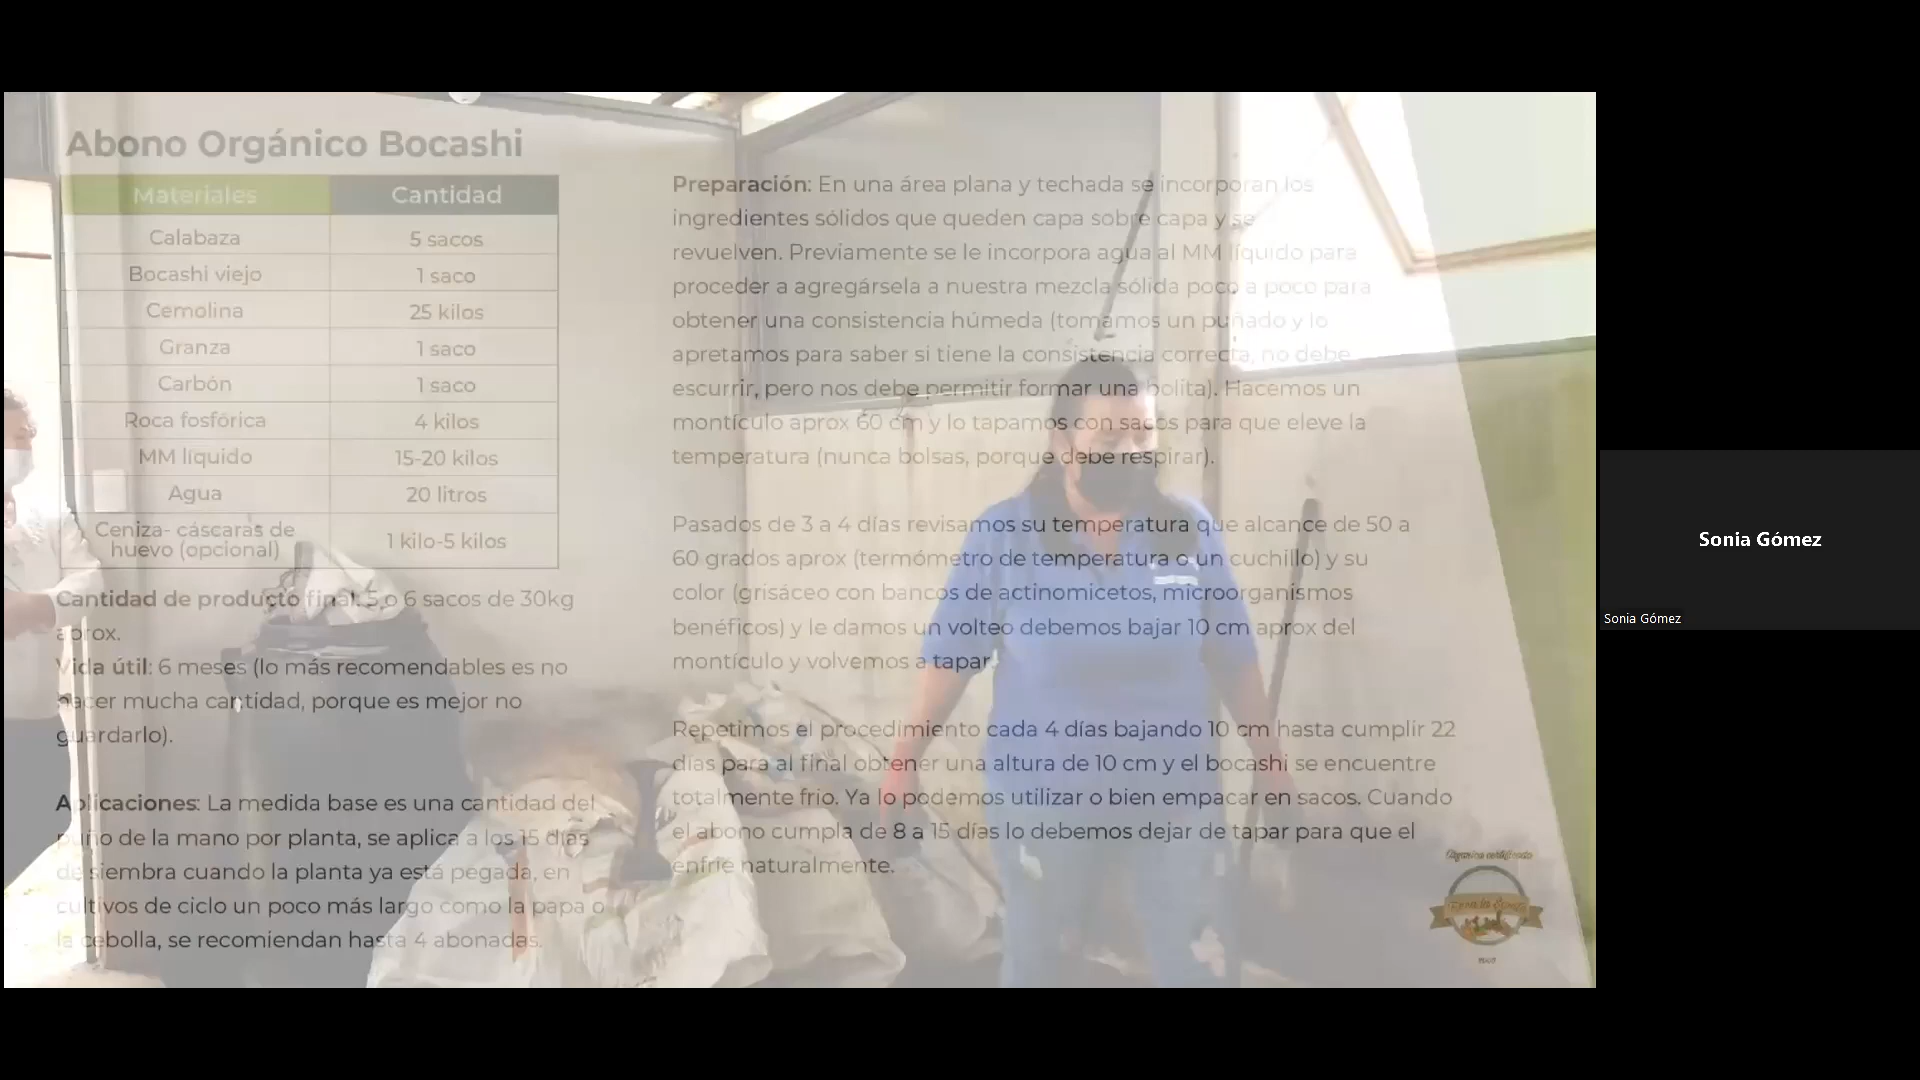 Abono Orgánico Bocashi
Materiales Cantidad
Calabaza 5 sacos
Bocashi viejo 1 saco
Cemolina 25 kilos
Granza 1 saco
Carbón 1 saco
Roca fosfórica 4 kilos
MM líquido 15-20 kilos
Agua 20 litros
Ceniza- cáscaras de
huevo (opcional) 1 kilo-5 kilos
Cantidad de producto final: 5 o 6 sacos de 30kg
aprox.
Vida útil: 6 meses (lo más recomendables es no
hacer mucha cantidad, porque es mejor no
guardarlo).
Aplicaciones: La medida base es una cantidad del
puño de la mano por planta, se aplica a los 15 días
de siembra cuando la planta ya está pegada, en
cultivos de ciclo un poco más largo como la papa o
la cebolla, se recomiendan hasta 4 abonadas.
Preparación: En una área plana y techada se incorporan los
ingredientes sólidos que queden capa sobre capa y se
revuelven. Previamente se le incorpora agua al MM líquido para
proceder a agregársela a nuestra mezcla sólida poco a poco para
obtener una consistencia húmeda (tomamos un puñado y lo
apretamos para saber si tiene la consistencia correcta, no debe
escurrir, pero nos debe permitir formar una bolita). Hacemos un
montículo aprox 60 cm y lo tapamos con sacos para que eleve la
temperatura (nunca bolsas, porque debe respirar).
Pasados de 3 a 4 días revisamos su temperatura que alcance de 50 a
60 grados aprox (termómetro de temperatura o un cuchillo) y su
color (grisáceo con bancos de actinomicetos, microorganismos
benéficos) y le damos un volteo debemos bajar 10 cm aprox del
montículo y volvemos a tapar.
Repetimos el procedimiento cada 4 días bajando 10 cm hasta cumplir 22
días para al final obtener una altura de 10 cm y el bocashi se encuentre
totalmente frio. Ya lo podemos utilizar o bien empacar en sacos. Cuando
el abono cumpla de 8 a 15 días lo debemos dejar de tapar para que el
enfríe naturalmente.
Sonia Gómez
Sonia Gómez